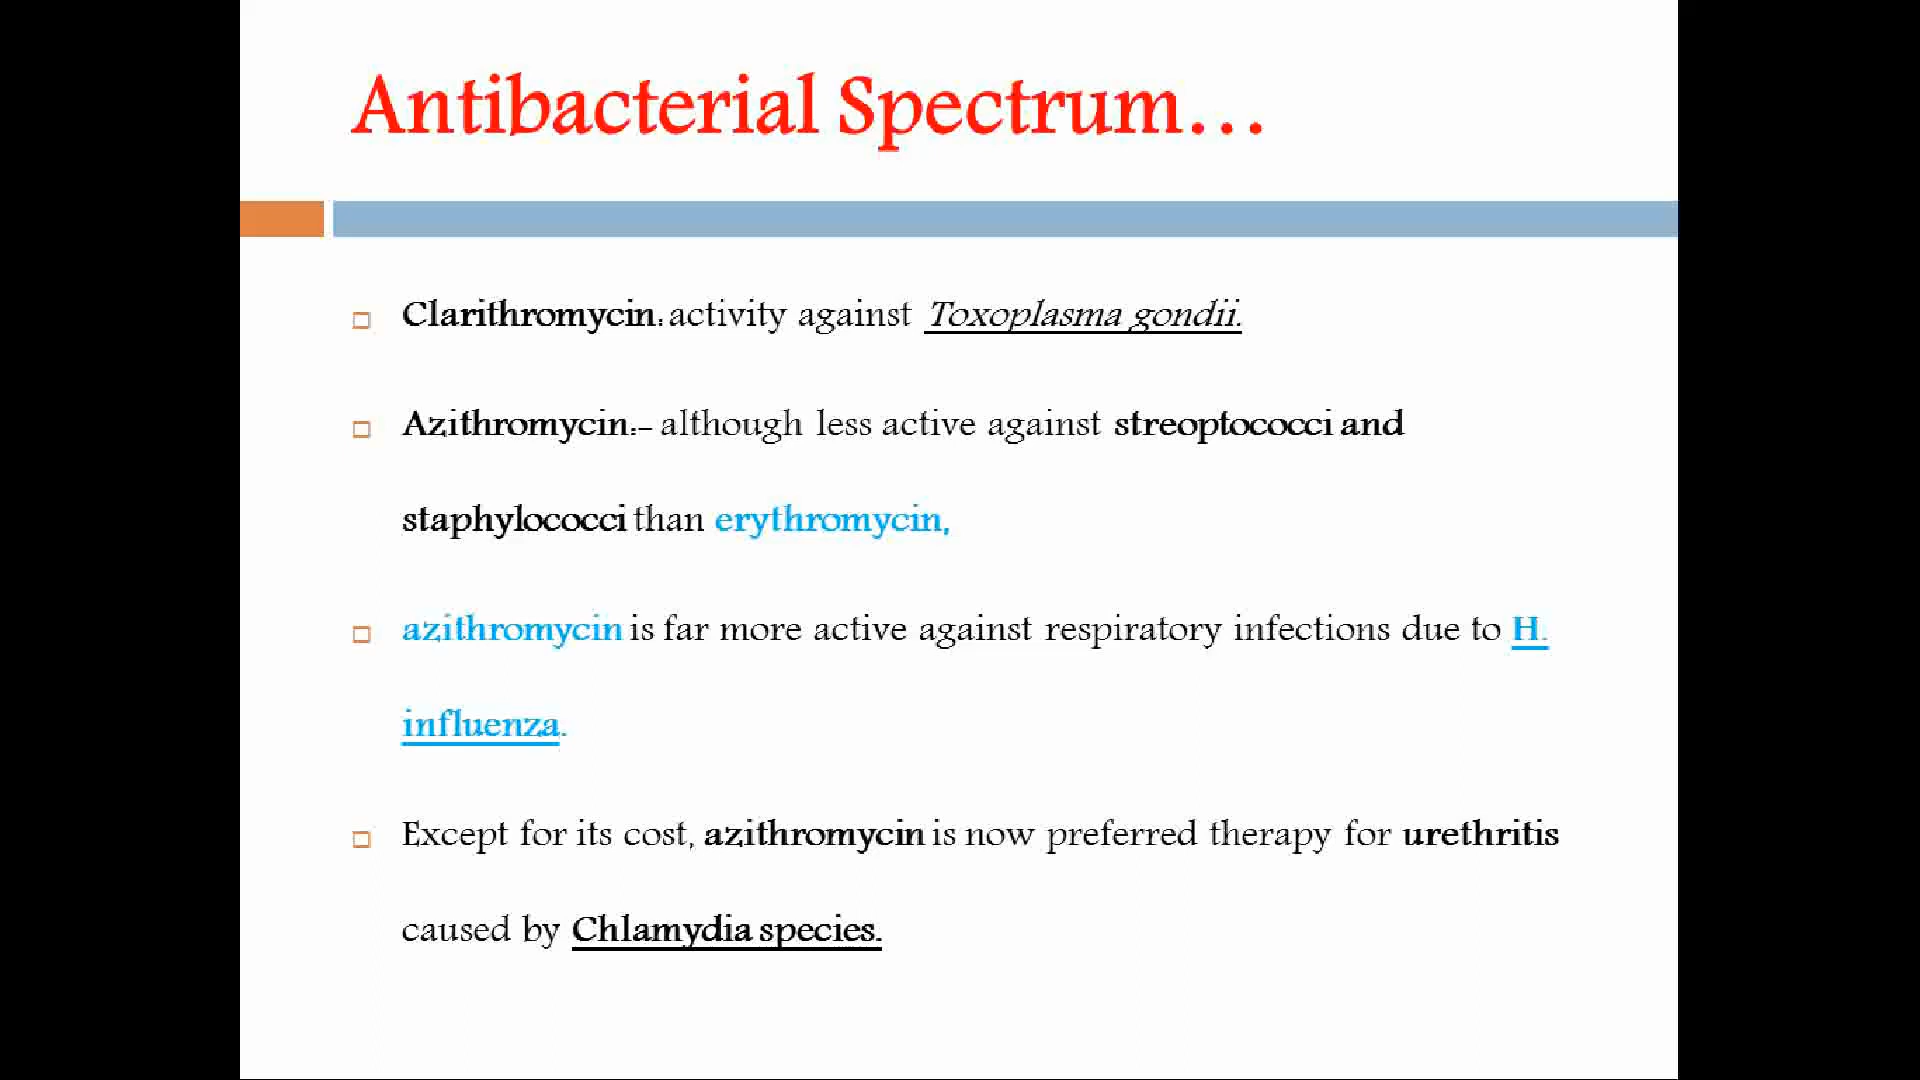 Antibacterial Spectrum...
Clarithromycin: activity against Toxoplasma gondii.
Azithromycin:- although less active against streoptococci and
staphylococci than erythromycin,
azithromycin is far more active against respiratory infections due to H.
influenza.
Except for its cost, azithromycin is now preferred therapy for urethritis
caused by Chlamydia species.